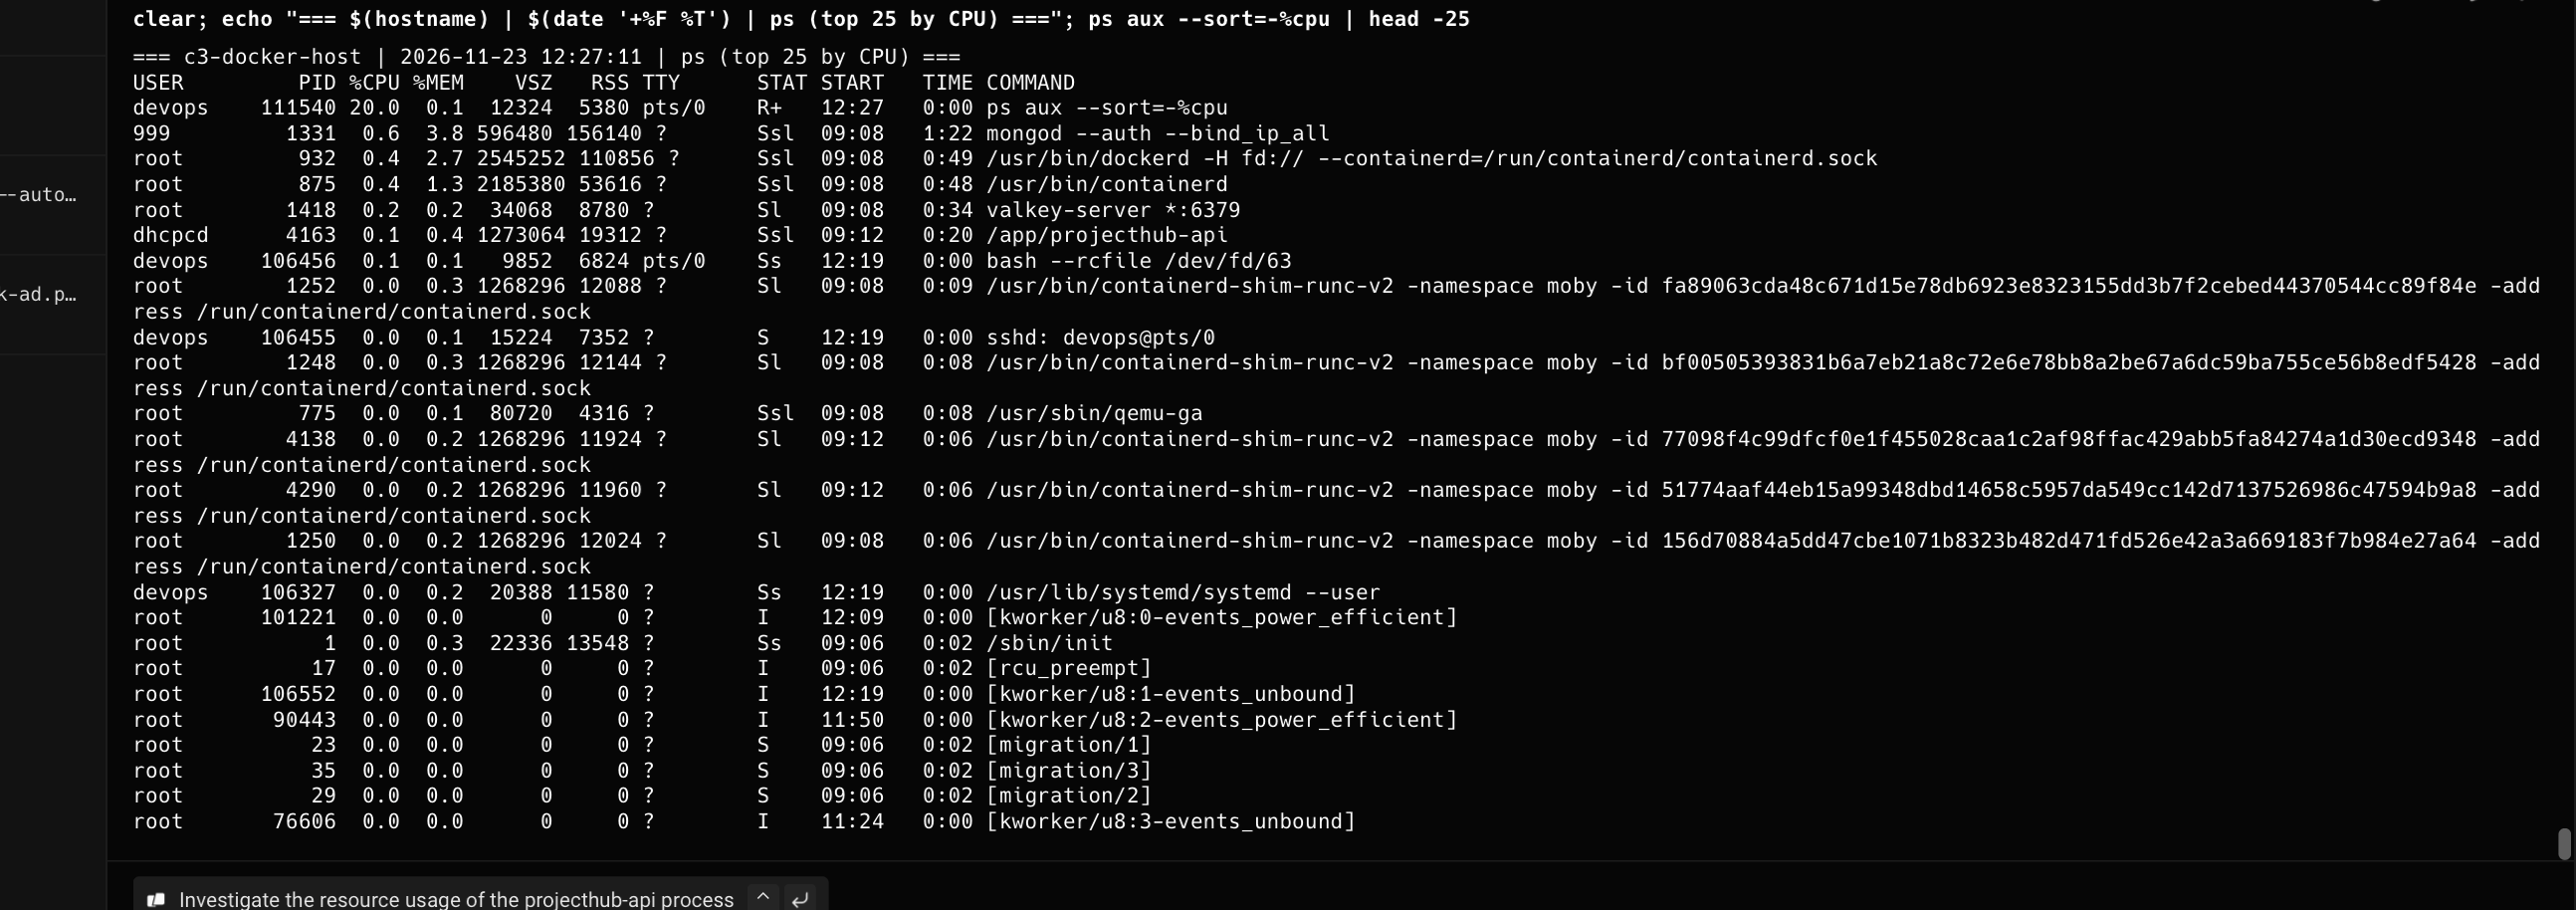 clear; echo "=== $(hostname) | $(date '+%F %T') | ps (top 25 by CPU) ==="; ps aux --sort=-%cpu | head -25
=== c3-docker-host | 2026-11-23 12:27:11 | ps (top 25 by CPU) ===
USER         PID %CPU %MEM    VSZ   RSS TTY      STAT START   TIME COMMAND
devops    111540 20.0  0.1  12324  5380 pts/0    R+   12:27   0:00 ps aux --sort=-%cpu
999         1331  0.6  3.8 596480 156140 ?       Ssl  09:08   1:22 mongod --auth --bind_ip_all
root         932  0.4  2.7 2545252 110856 ?      Ssl  09:08   0:49 /usr/bin/dockerd -H fd:// --containerd=/run/containerd/containerd.sock
root         875  0.4  1.3 2185380 53616 ?       Ssl  09:08   0:48 /usr/bin/containerd
root        1418  0.2  0.2  34068  8780 ?        Sl   09:08   0:34 valkey-server *:6379
dhcpcd      4163  0.1  0.4 1273064 19312 ?       Ssl  09:12   0:20 /app/projecthub-api
devops    106456  0.1  0.1   9852  6824 pts/0    Ss   12:19   0:00 bash --rcfile /dev/fd/63
root        1252  0.0  0.3 1268296 12088 ?       Sl   09:08   0:09 /usr/bin/containerd-shim-runc-v2 -namespace moby -id fa89063cda48c671d15e78db6923e8323155dd3b7f2cebed44370544cc89f84e -add
ress /run/containerd/containerd.sock
devops    106455  0.0  0.1  15224  7352 ?        S    12:19   0:00 sshd: devops@pts/0
root        1248  0.0  0.3 1268296 12144 ?       Sl   09:08   0:08 /usr/bin/containerd-shim-runc-v2 -namespace moby -id bf00505393831b6a7eb21a8c72e6e78bb8a2be67a6dc59ba755ce56b8edf5428 -add
ress /run/containerd/containerd.sock
root         775  0.0  0.1  80720  4316 ?        Ssl  09:08   0:08 /usr/sbin/qemu-ga
root        4138  0.0  0.2 1268296 11924 ?       Sl   09:12   0:06 /usr/bin/containerd-shim-runc-v2 -namespace moby -id 77098f4c99dfcf0e1f455028caa1c2af98ffac429abb5fa84274a1d30ecd9348 -add
--auto…
ress /run/containerd/containerd.sock
root        4290  0.0  0.2 1268296 11960 ?       Sl   09:12   0:06 /usr/bin/containerd-shim-runc-v2 -namespace moby -id 51774aaf44eb15a99348dbd14658c5957da549cc142d7137526986c47594b9a8 -add
ress /run/containerd/containerd.sock
root        1250  0.0  0.2 1268296 12024 ?       Sl   09:08   0:06 /usr/bin/containerd-shim-runc-v2 -namespace moby -id 156d70884a5dd47cbe1071b8323b482d471fd526e42a3a669183f7b984e27a64 -add
ress /run/containerd/containerd.sock
devops    106327  0.0  0.2  20388 11580 ?        Ss   12:19   0:00 /usr/lib/systemd/systemd --user
root      101221  0.0  0.0      0     0 ?        I    12:09   0:00 [kworker/u8:0-events_power_efficient]
root           1  0.0  0.3  22336 13548 ?        Ss   09:06   0:02 /sbin/init
root          17  0.0  0.0      0     0 ?        I    09:06   0:02 [rcu_preempt]
root      106552  0.0  0.0      0     0 ?        I    12:19   0:00 [kworker/u8:1-events_unbound]
root       90443  0.0  0.0      0     0 ?        I    11:50   0:00 [kworker/u8:2-events_power_efficient]
root          23  0.0  0.0      0     0 ?        S    09:06   0:02 [migration/1]
root          35  0.0  0.0      0     0 ?        S    09:06   0:02 [migration/3]
root          29  0.0  0.0      0     0 ?        S    09:06   0:02 [migration/2]
root       76606  0.0  0.0      0     0 ?        I    11:24   0:00 [kworker/u8:3-events_unbound]
k-ad.p…
Investigate the resource usage of the projecthub-api process